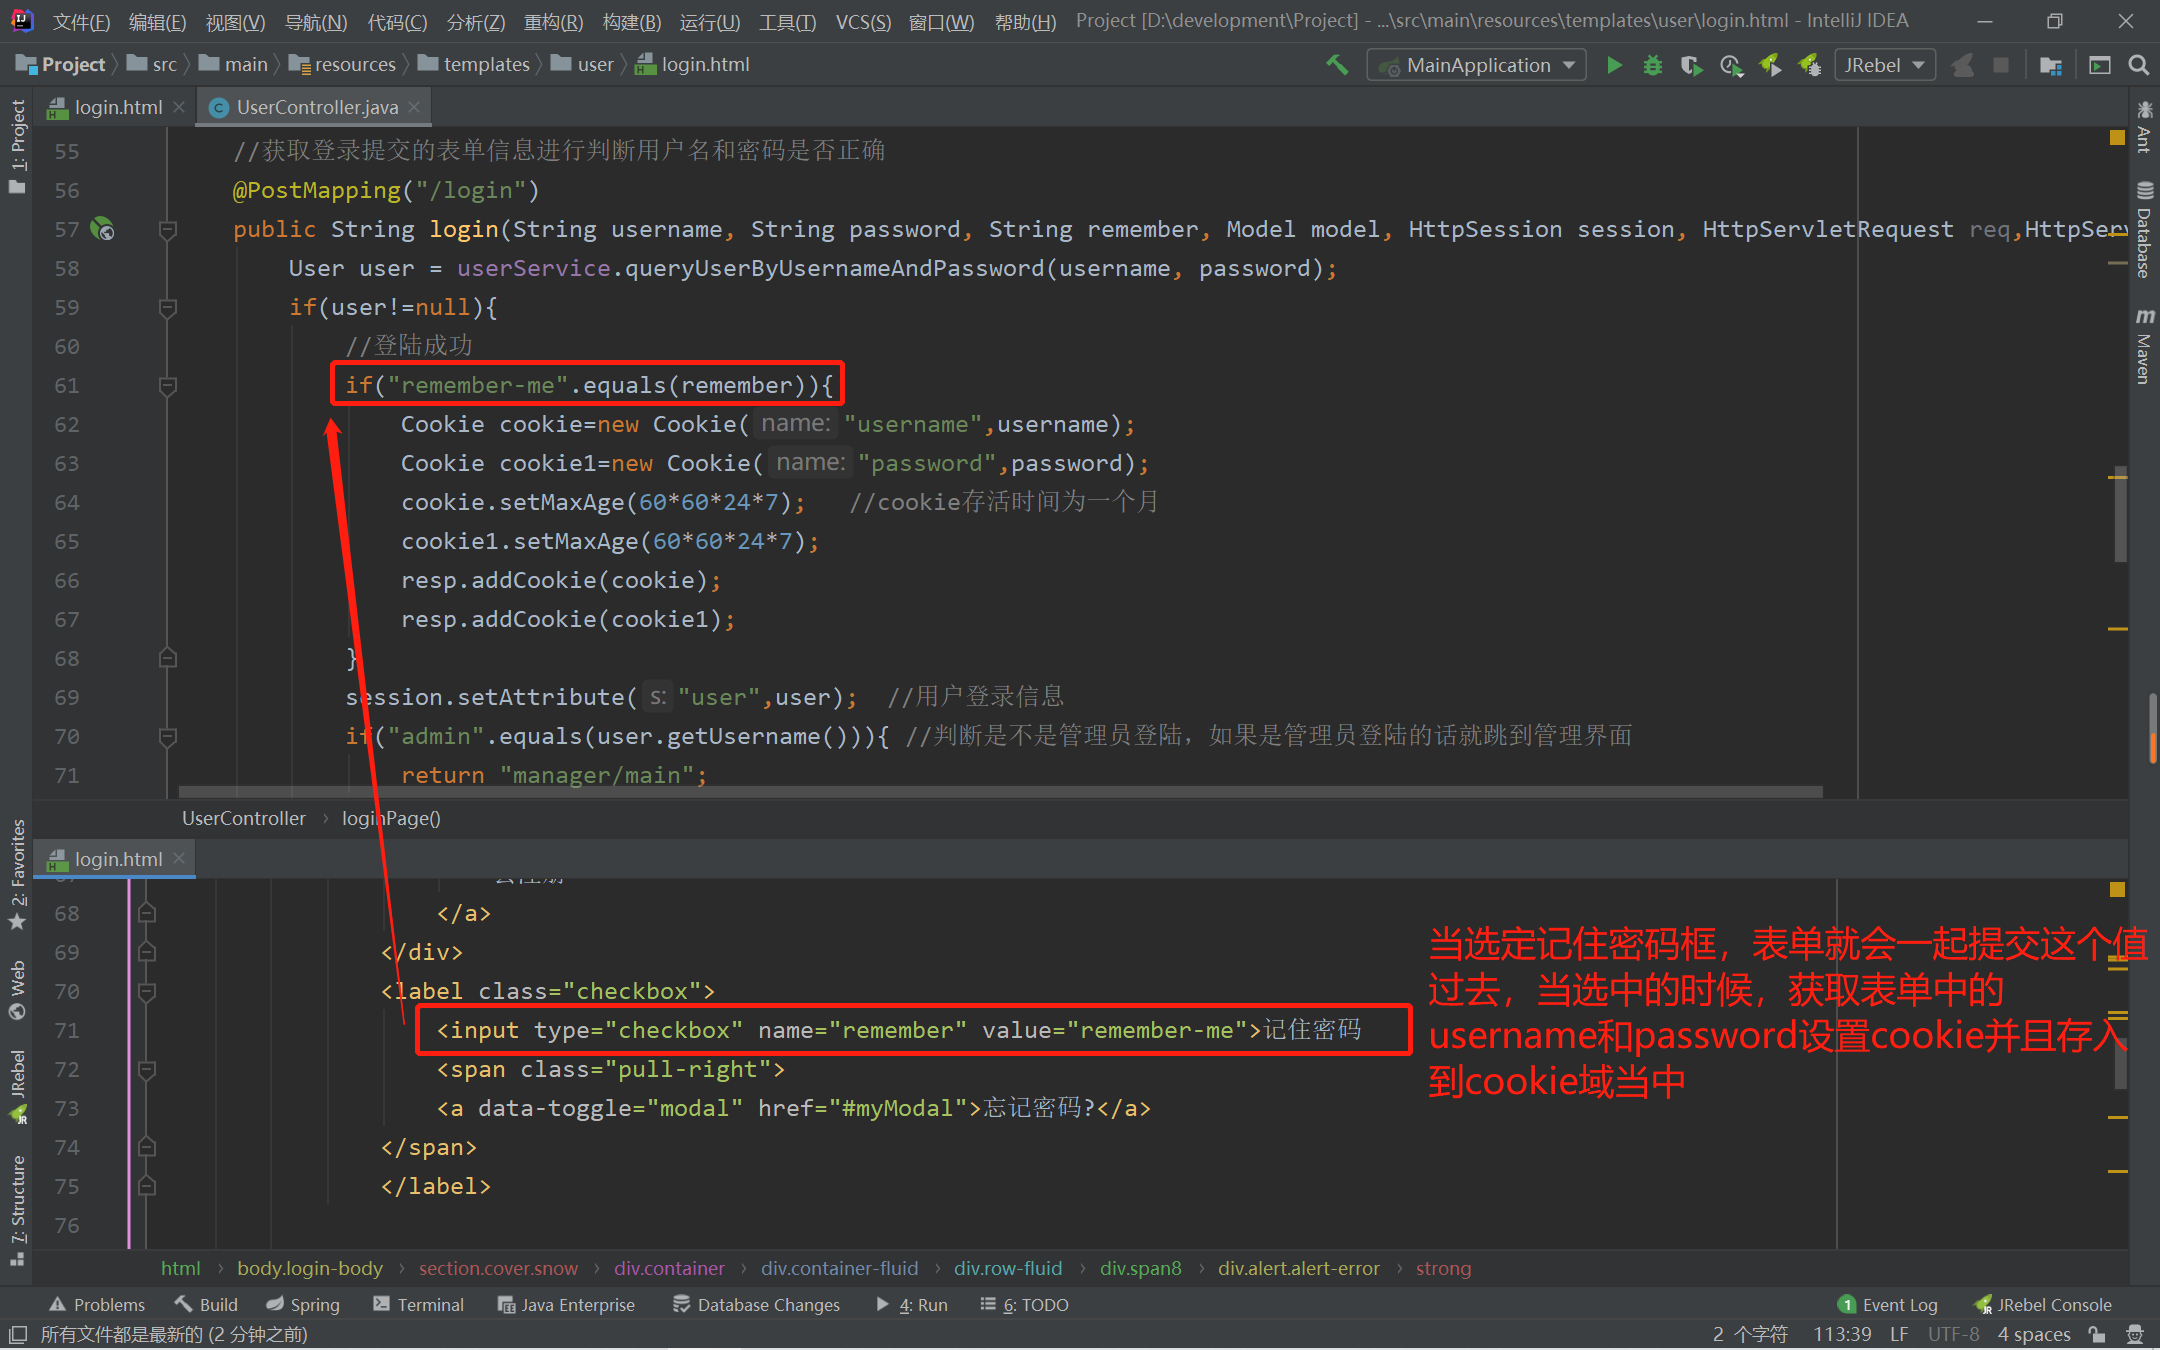 文件(F) 编辑(E) 视图(V) 导航(N) 代码(C) 分析(Z) 重构(R) 构建(B) 运行(U) 工具(T) VCS(S) 窗口(W) 帮助(H) Project [D:\development\Project] - ...\src\main\resources\templates\user\login.html - IntelliJ IDEA
Project src main resources templates user login.html MainApplication JRebel
login.html UserController.java
55 //获取登录提交的表单信息进行判断用户名和密码是否正确
56 @PostMapping("/login")
57 public String login(String username, String password, String remember, Model model, HttpSession session, HttpServletRequest req,HttpServ
58 User user = userService.queryUserByUsernameAndPassword(username, password);
59 if(user!=null){
60 //登陆成功
61 if("remember-me".equals(remember)){
62 Cookie cookie=new Cookie( name: "username",username);
63 Cookie cookie1=new Cookie( name: "password",password);
64 cookie.setMaxAge(60*60*24*7); //cookie存活时间为一个月
65 cookie1.setMaxAge(60*60*24*7);
66 resp.addCookie(cookie);
67 resp.addCookie(cookie1);
68 }
69 session.setAttribute( s: "user",user); //用户登录信息
70 if("admin".equals(user.getUsername())){ //判断是不是管理员登陆，如果是管理员登陆的话就跳到管理界面
71 return "manager/main";
UserController loginPage()
login.html
68 </a>
69 </div>
70 <label class="checkbox">
71 <input type="checkbox" name="remember" value="remember-me">记住密码
72 <span class="pull-right">
73 <a data-toggle="modal" href="#myModal">忘记密码?</a>
74 </span>
75 </label>
76
当选定记住密码框，表单就会一起提交这个值
过去，当选中的时候，获取表单中的
username和password设置cookie并且存入
到cookie域当中
html body.login-body section.cover.snow div.container div.container-fluid div.row-fluid div.span8 div.alert.alert-error strong
Problems Build Spring Terminal Java Enterprise Database Changes 4: Run 6: TODO 1 Event Log JRebel Console
所有文件都是最新的 (2 分钟之前) 2 个字符 113:39 LF UTF-8 4 spaces
1: Project
2: Favorites
Web
JRebel
7: Structure
Ant
Database
Maven